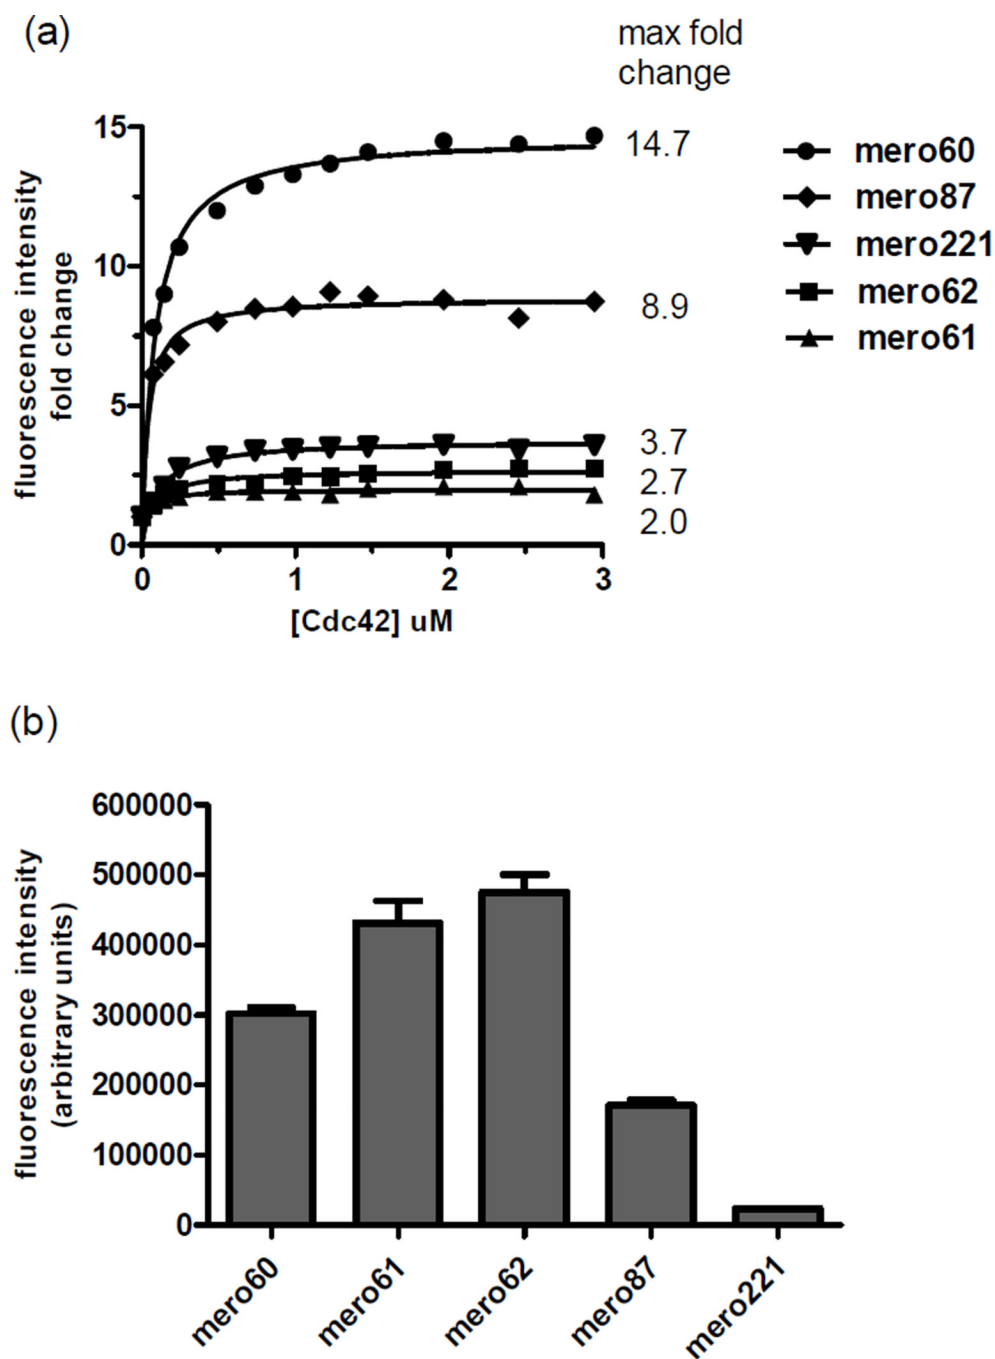 (a)
max fold
change
15
10
5
0
fluorescence intensity
fold change
14.7
8.9
3.7
2.7
2.0
mero60
mero87
mero221
mero62
mero61
0 1 2 3
[Cdc42] uM
(b)
600000
500000
400000
300000
200000
100000
0
fluorescence intensity
(arbitrary units)
mero60
mero61
mero62
mero87
mero221